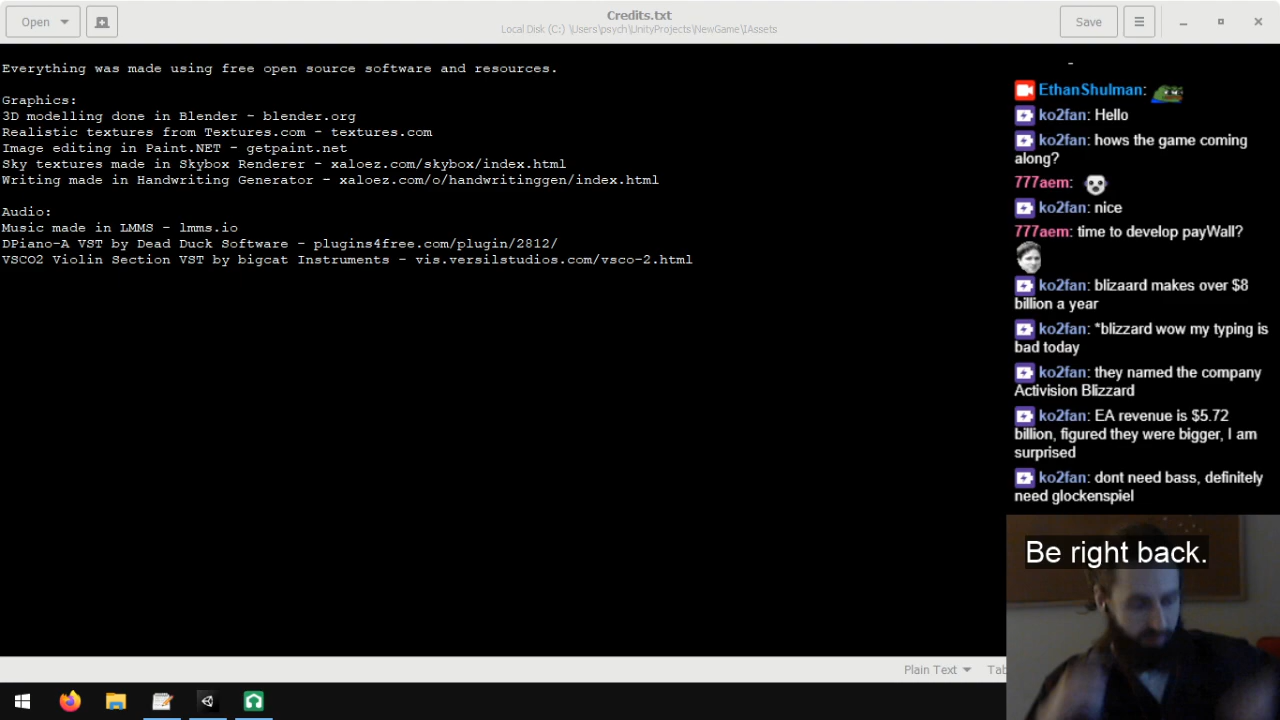 Open
Credits.txt
Local Disk (C:) \Users\psych\UnityProjects\NewGame\IAssets
Save
Everything was made using free open source software and resources.
Graphics:
3D modelling done in Blender - blender.org
Realistic textures from Textures.com - textures.com
Image editing in Paint.NET - getpaint.net
Sky textures made in Skybox Renderer - xaloez.com/skybox/index.html
Writing made in Handwriting Generator - xaloez.com/o/handwritinggen/index.html
Audio:
Music made in LMMS - lmms.io
DPiano-A VST by Dead Duck Software - plugins4free.com/plugin/2812/
VSCO2 Violin Section VST by bigcat Instruments - vis.versilstudios.com/vsco-2.html
EthanShulman:
ko2fan: Hello
ko2fan: hows the game coming
along?
777aem:
ko2fan: nice
777aem: time to develop payWall?
ko2fan: blizaard makes over $8
billion a year
ko2fan: *blizzard wow my typing is
bad today
ko2fan: they named the company
Activision Blizzard
ko2fan: EA revenue is $5.72
billion, figured they were bigger, I am
surprised
ko2fan: dont need bass, definitely
need glockenspiel
Be right back.
Plain Text
Tab